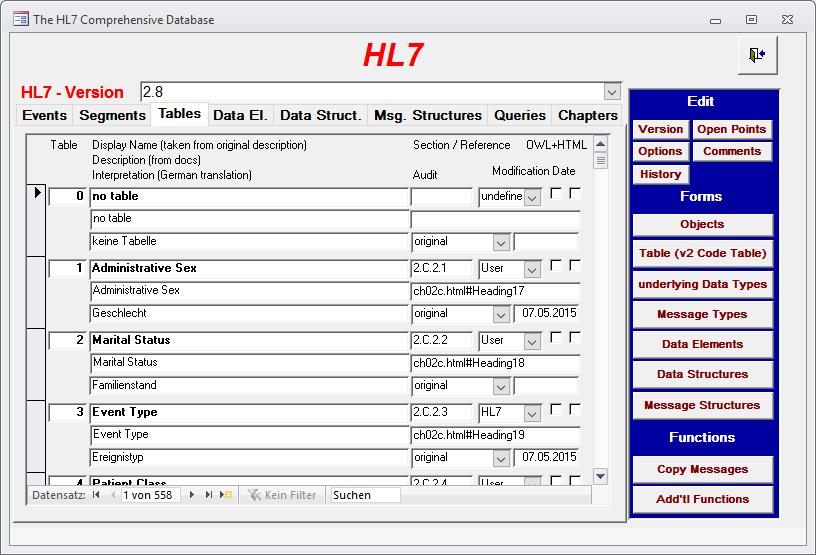 The HL7 Comprehensive Database
HL7
HL7 - Version 2.8
Events Segments Tables Data El. Data Struct. Msg. Structures Queries Chapters
Table Display Name (taken from original description) Section / Reference OWL+HTML
Description (from docs)
Interpretation (German translation) Audit Modification Date
0 no table undefine
no table
keine Tabelle original
1 Administrative Sex 2.C.2.1 User
Administrative Sex ch02c.html#Heading17
Geschlecht original 07.05.2015
2 Marital Status 2.C.2.2 User
Marital Status ch02c.html#Heading18
Familienstand original
3 Event Type 2.C.2.3 HL7
Event Type ch02c.html#Heading19
Ereignistyp original 07.05.2015
4 Patient Class 2.C.2.4 User
Datensatz: 1 von 558 Kein Filter Suchen
Edit
Version Open Points
Options Comments
History
Forms
Objects
Table (v2 Code Table)
underlying Data Types
Message Types
Data Elements
Data Structures
Message Structures
Functions
Copy Messages
Add'tl Functions